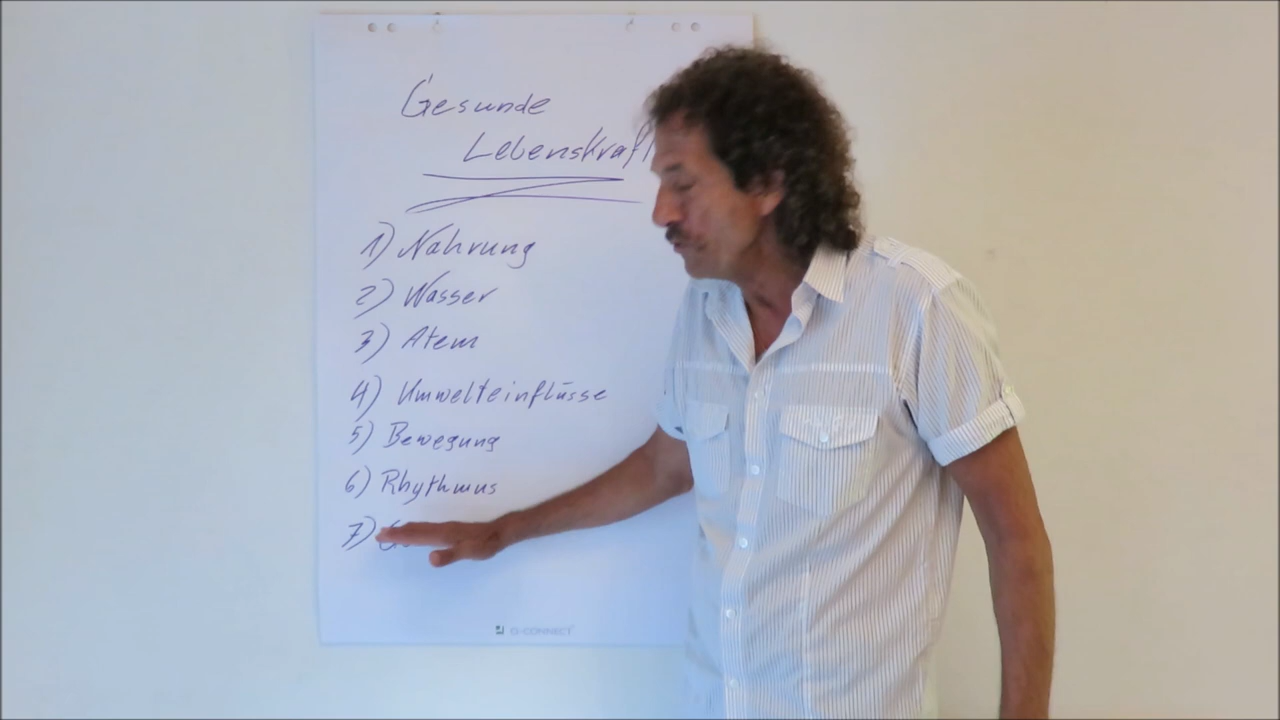 Gesunde
Lebenskraft
1) Nahrung
2) Wasser
3) Atem
4) Umwelteinflüsse
5) Bewegung
6) Rhythmus
7)
Q-CONNECT